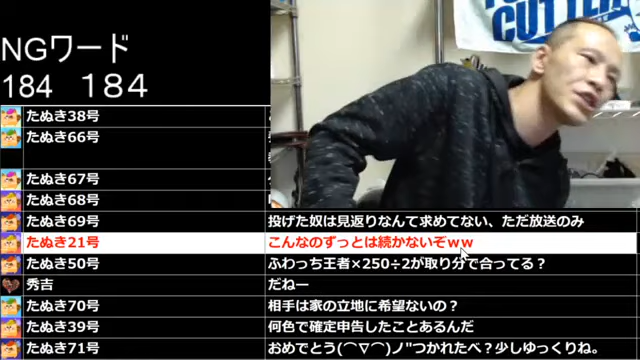 CUTTER
NGワード
184 184
たぬき38号
たぬき66号
たぬき67号
たぬき68号
たぬき69号 投げた奴は見返りなんて求めてない、ただ放送のみ
たぬき21号 こんなのずっとは続かないぞｗｗ
たぬき50号 ふわっち王者×250÷2が取り分で合ってる？
秀吉 だねー
たぬき70号 相手は家の立地に希望ないの？
たぬき39号 何色で確定申告したことあるんだ
たぬき71号 おめでとう(⌒▽⌒)ノ"つかれたべ？少しゆっくりね。